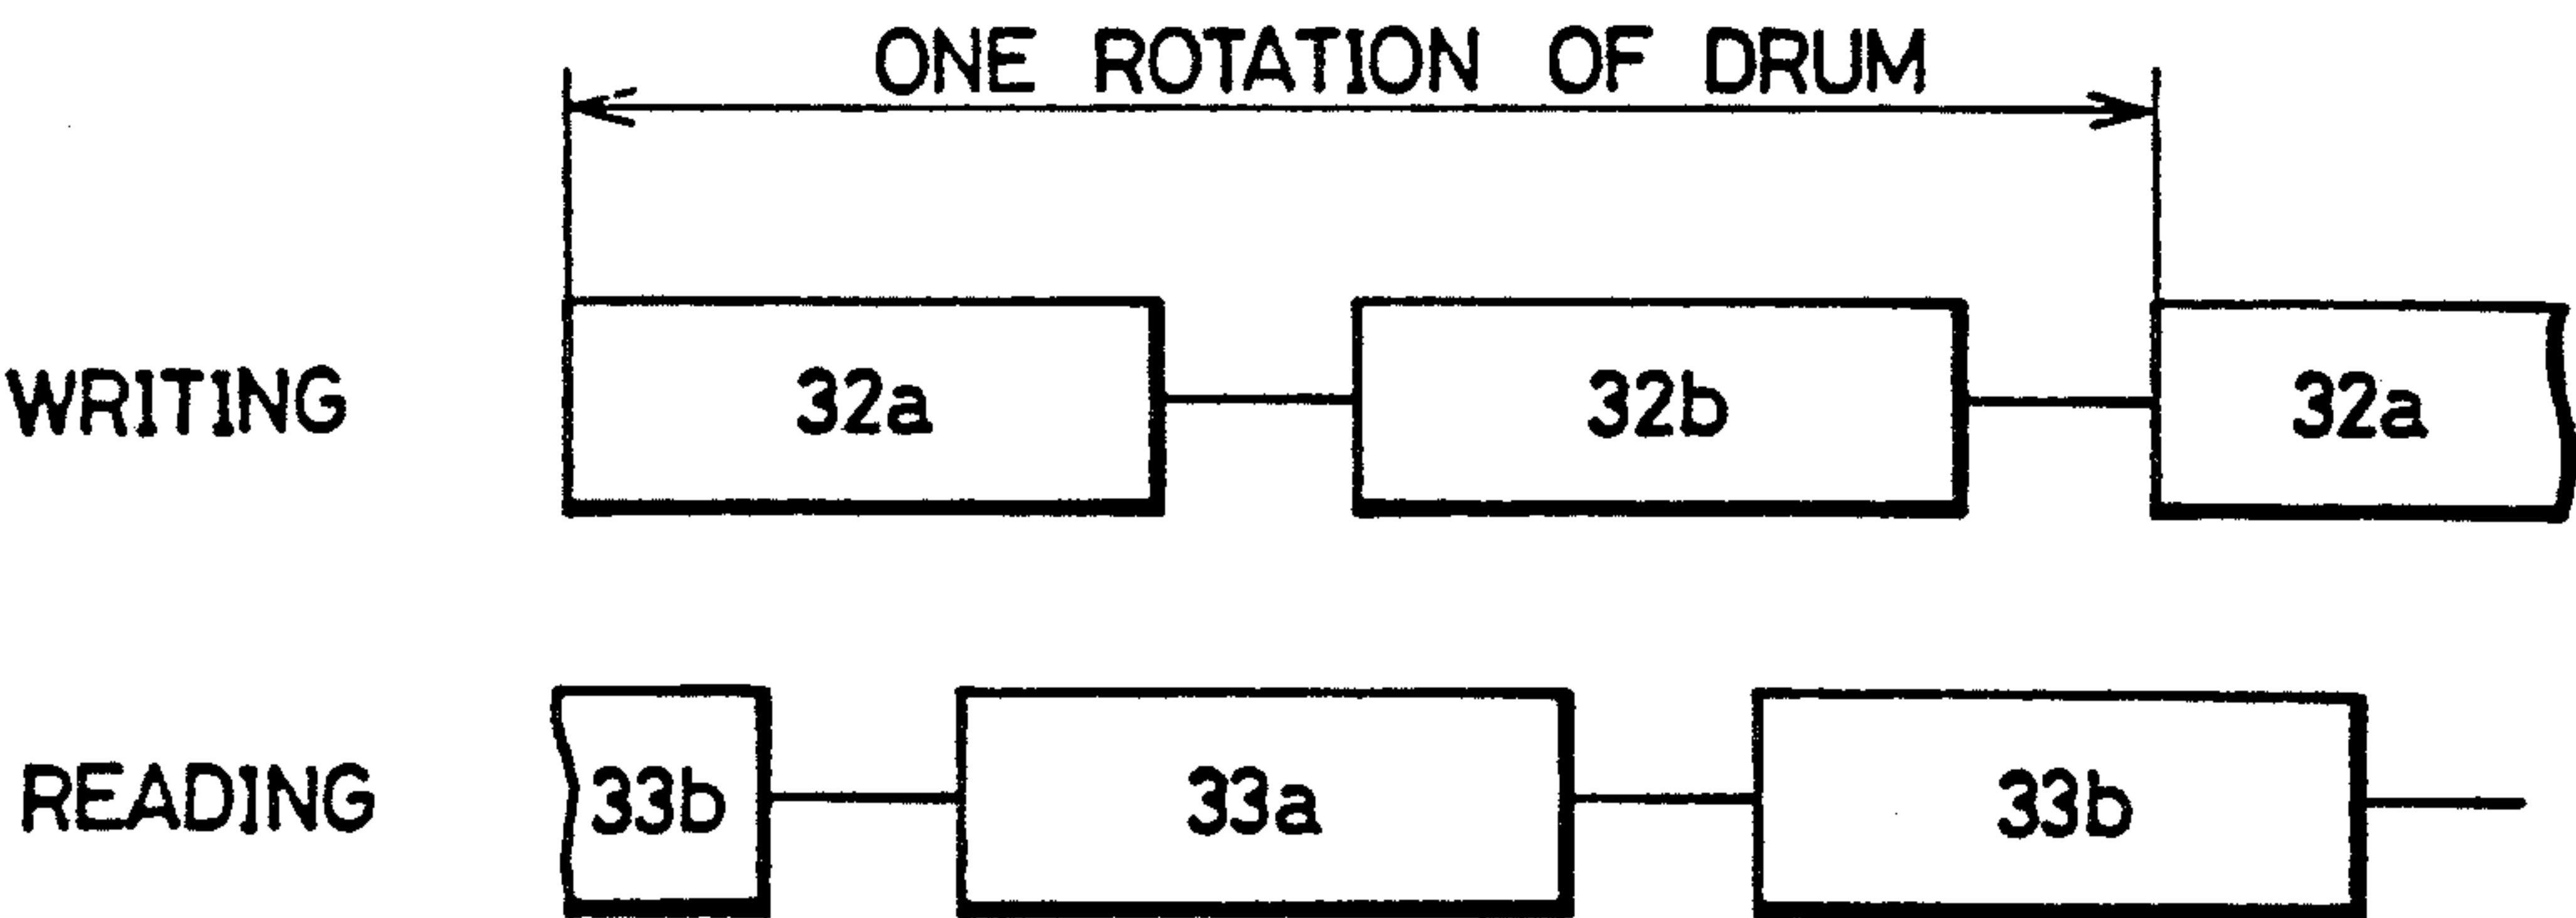 ONE ROTATION OF DRUM
WRITING 32a 32b 32a
READING 33b 33a 33b